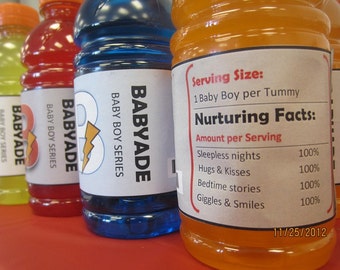 BABYADE
BABY BOY SERIES
BABYADE
BABY BOY SERIES
BABYADE
BABY BOY SERIES
Serving Size:
1 Baby Boy per Tummy
Nurturing Facts:
Amount per Serving
Sleepless nights 100%
Hugs & Kisses 100%
Bedtime stories 100%
Giggles & Smiles 100%
11/25/2012